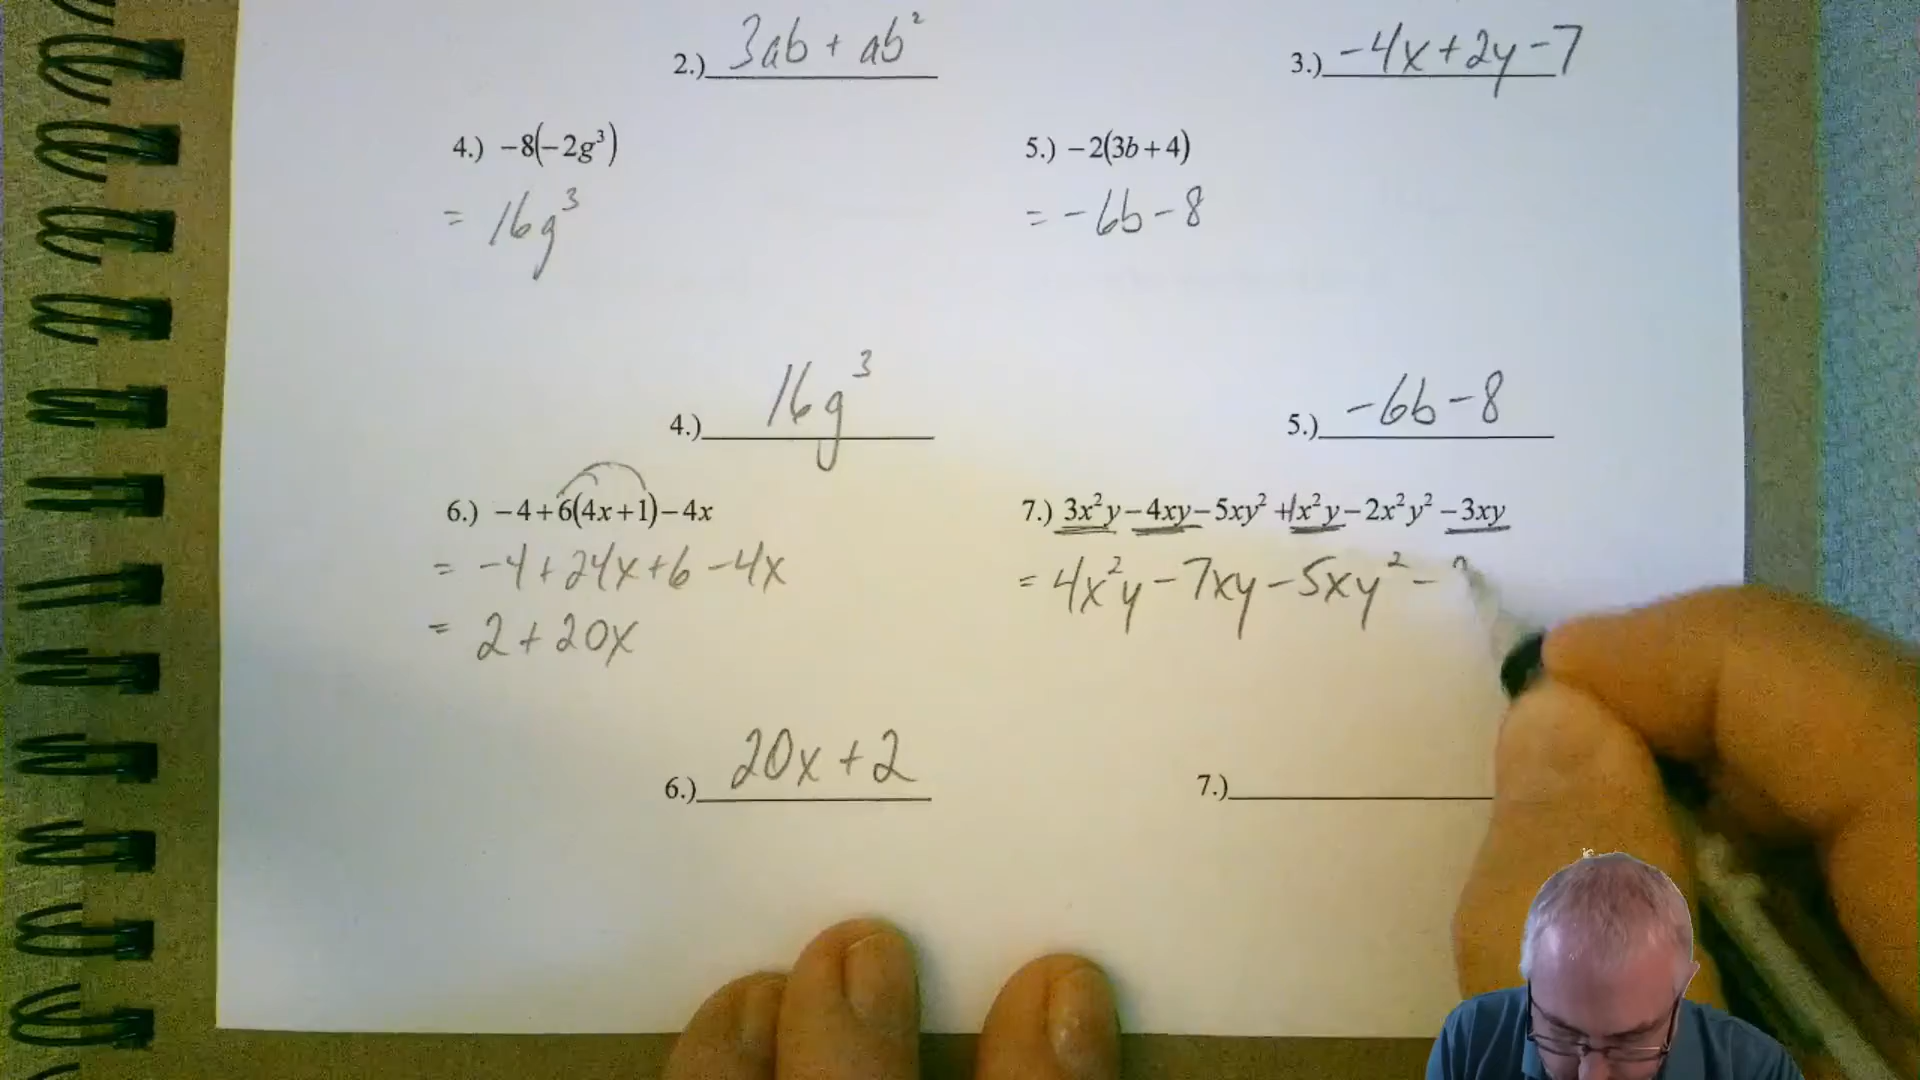 2.) 3ab + ab²
3.) -4x+2y-7
4.) −8(−2g³)
= 16g³
5.) −2(3b+4)
= -6b-8
4.) 16g³
5.) -6b-8
6.) −4+6(4x+1)−4x
= -4+24x+6-4x
= 2+20x
7.) 3x²y−4xy−5xy²+1x²y−2x²y²−3xy
= 4x²y-7xy-5xy²-
6.) 20x+2
7.)